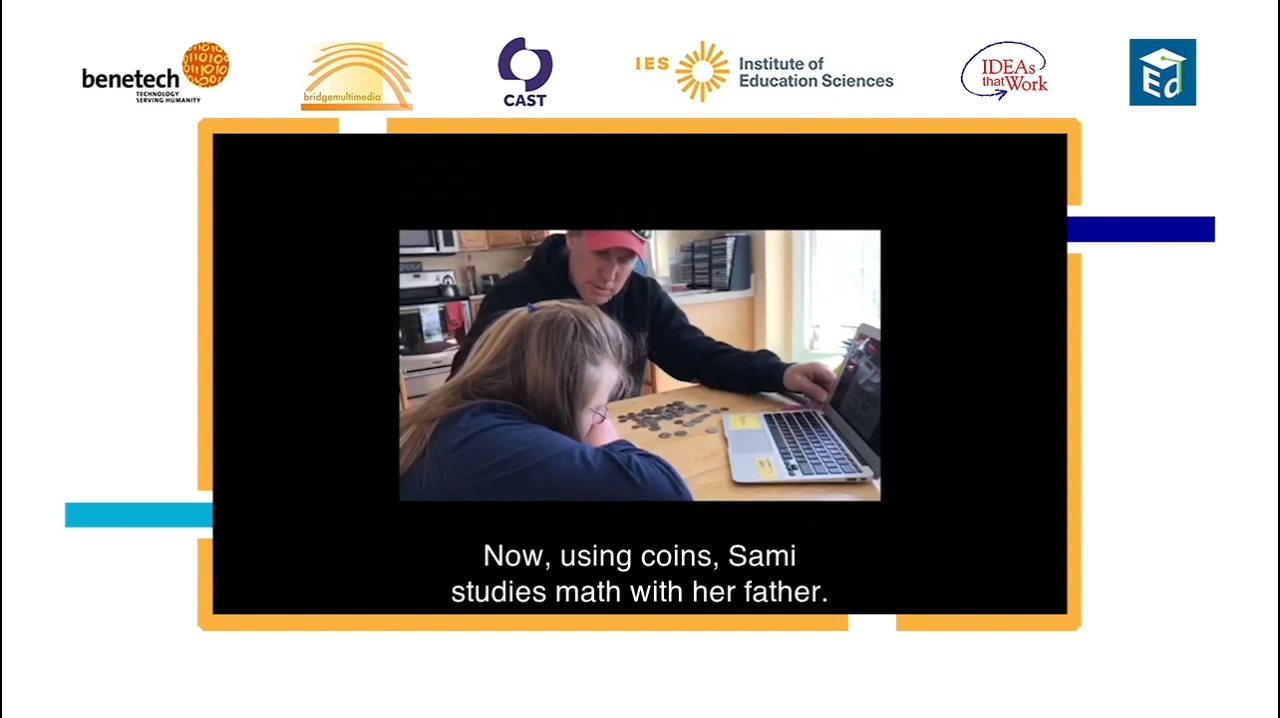 benetech
TECHNOLOGY
SERVING HUMANITY
bridgemultimedia
CAST
IES
Institute of
Education Sciences
IDEAs
that Work
Ed
Now, using coins, Sami
studies math with her father.